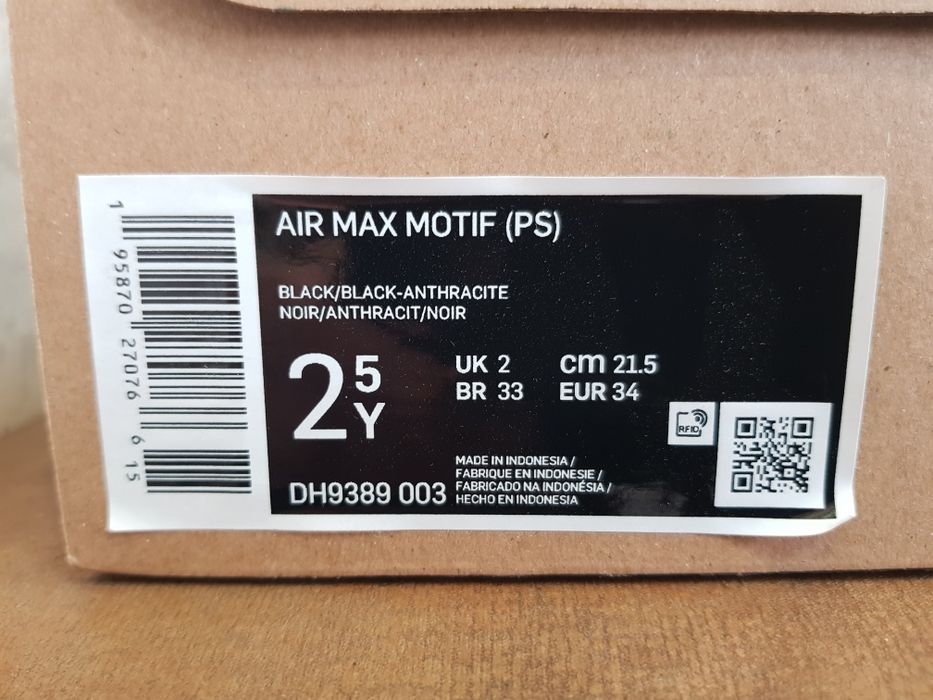 AIR MAX MOTIF (PS)
BLACK/BLACK-ANTHRACITE
NOIR/ANTHRACIT/NOIR
2 5 Y
UK 2 cm 21.5
BR 33 EUR 34
RFID
DH9389 003
MADE IN INDONESIA /
FABRIQUE EN INDONESIE /
FABRICADO NA INDONÉSIA /
HECHO EN INDONESIA
1 95870 27076 6 15